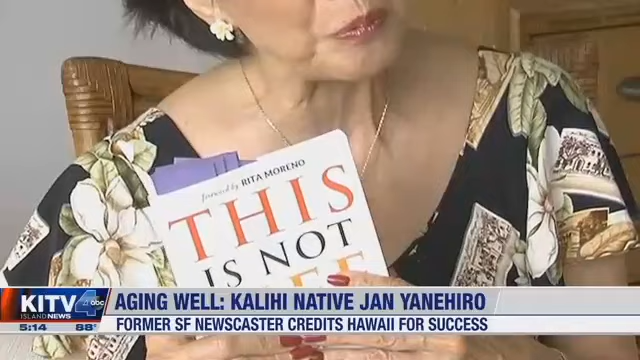 foreword by RITA MORENO
THIS
IS NOT
KITV 4 abc
ISLAND NEWS
5:14 88°
AGING WELL: KALIHI NATIVE JAN YANEHIRO
FORMER SF NEWSCASTER CREDITS HAWAII FOR SUCCESS